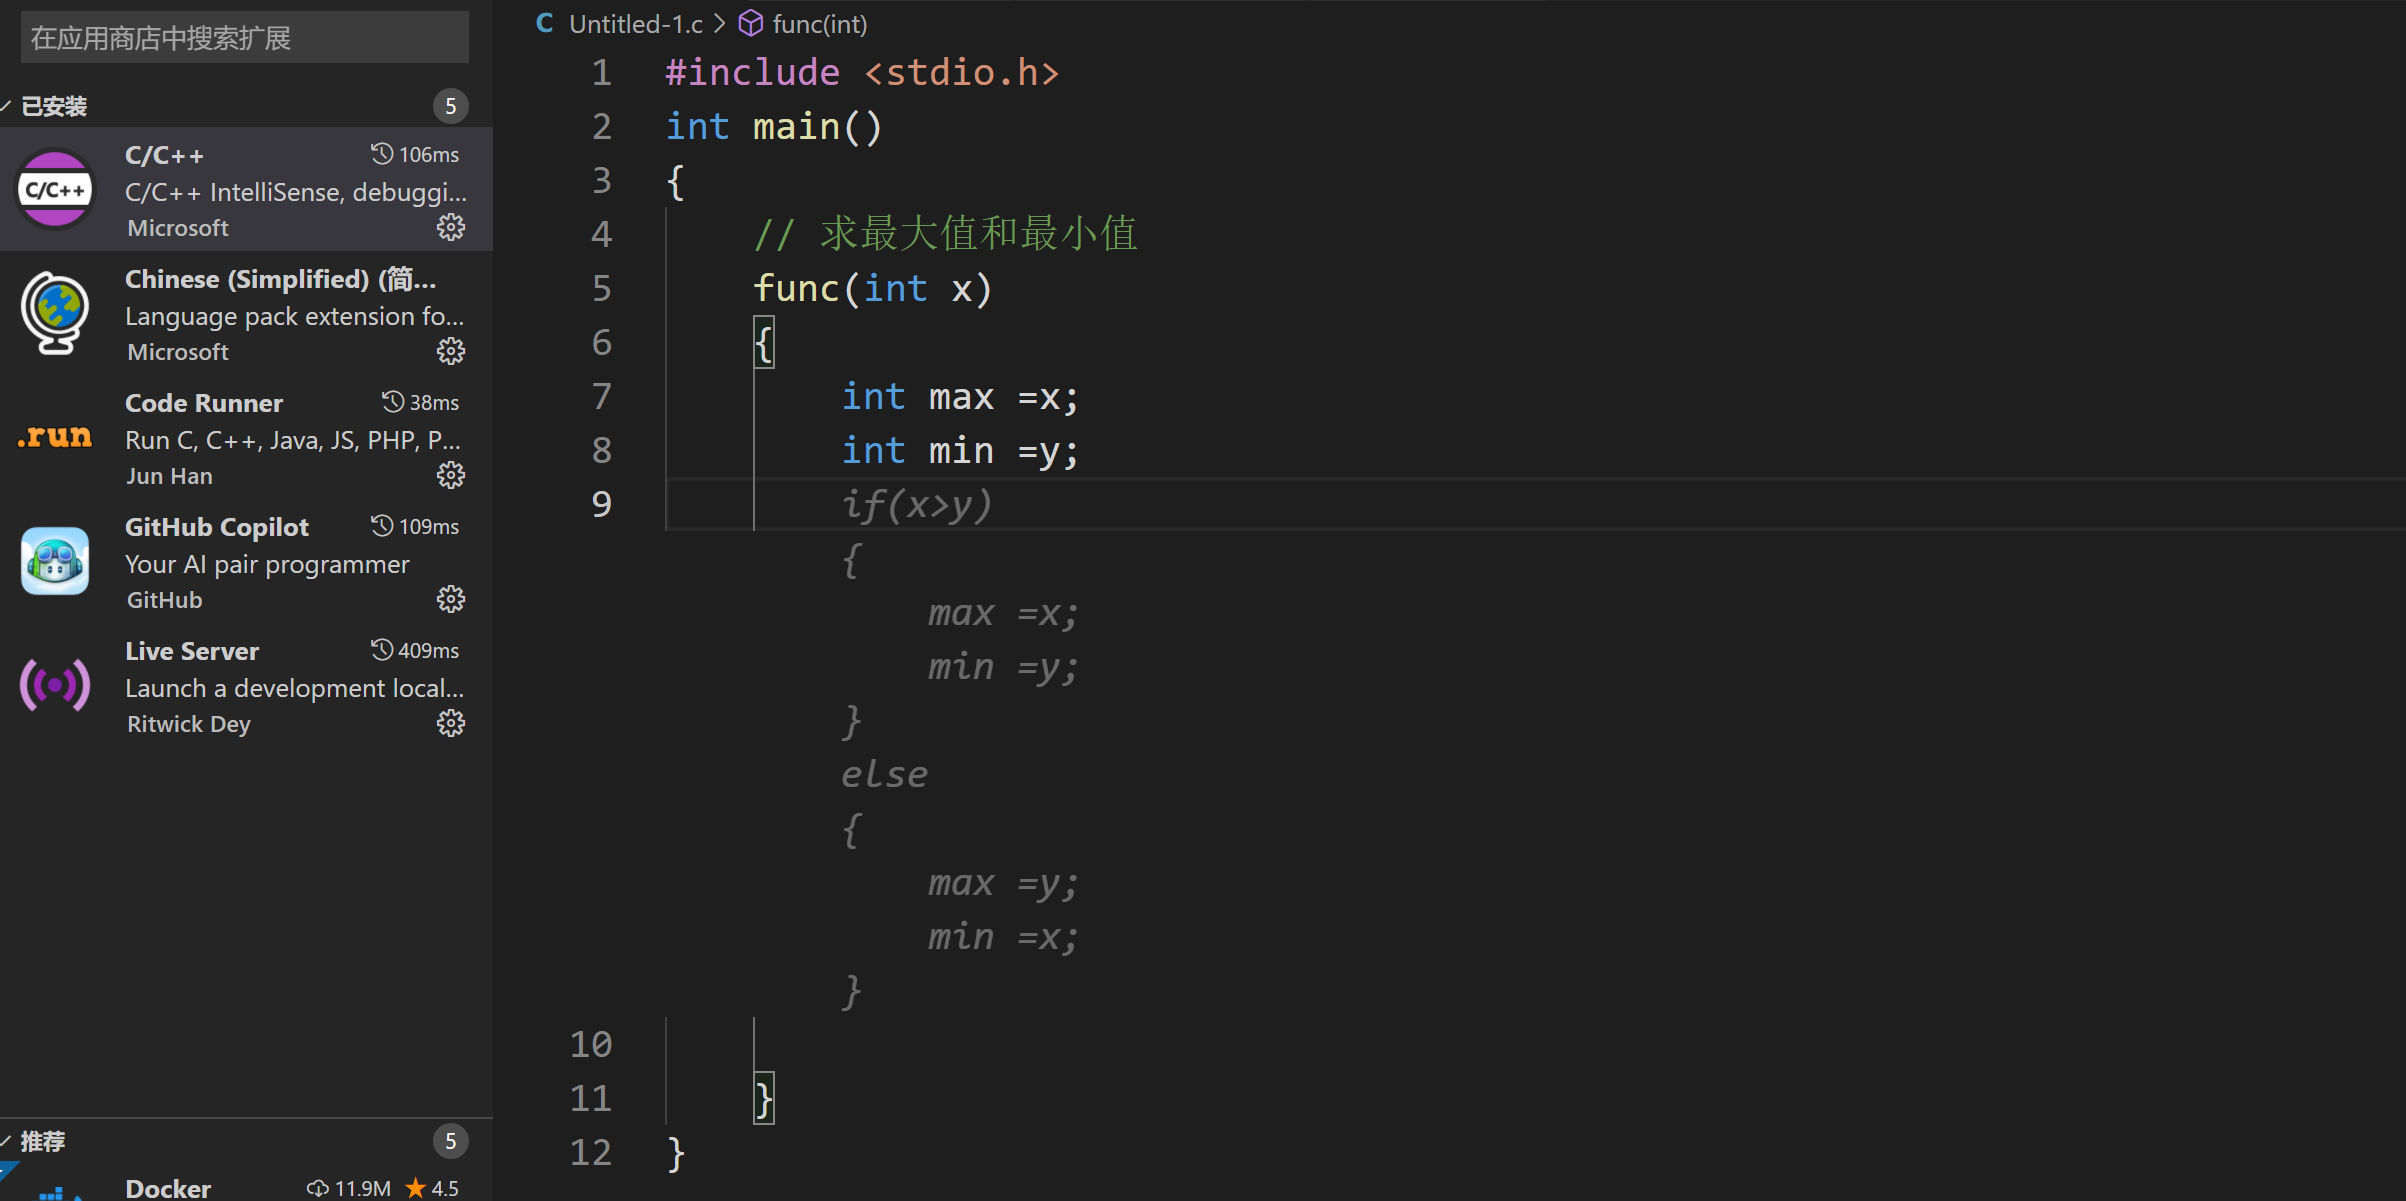 在应用商店中搜索扩展
已安装
5
C/C++
C/C++
106ms
C/C++ IntelliSense, debuggi...
Microsoft
Chinese (Simplified) (简...
Language pack extension fo...
Microsoft
.run
Code Runner
38ms
Run C, C++, Java, JS, PHP, P...
Jun Han
GitHub Copilot
109ms
Your AI pair programmer
GitHub
Live Server
409ms
Launch a development local...
Ritwick Dey
推荐
5
Docker
11.9M
4.5
C Untitled-1.c > func(int)
1 #include <stdio.h>
2 int main()
3 {
4 // 求最大值和最小值
5 func(int x)
6 {
7 int max =x;
8 int min =y;
9 if(x>y)
{
max =x;
min =y;
}
else
{
max =y;
min =x;
}
10
11 }
12 }